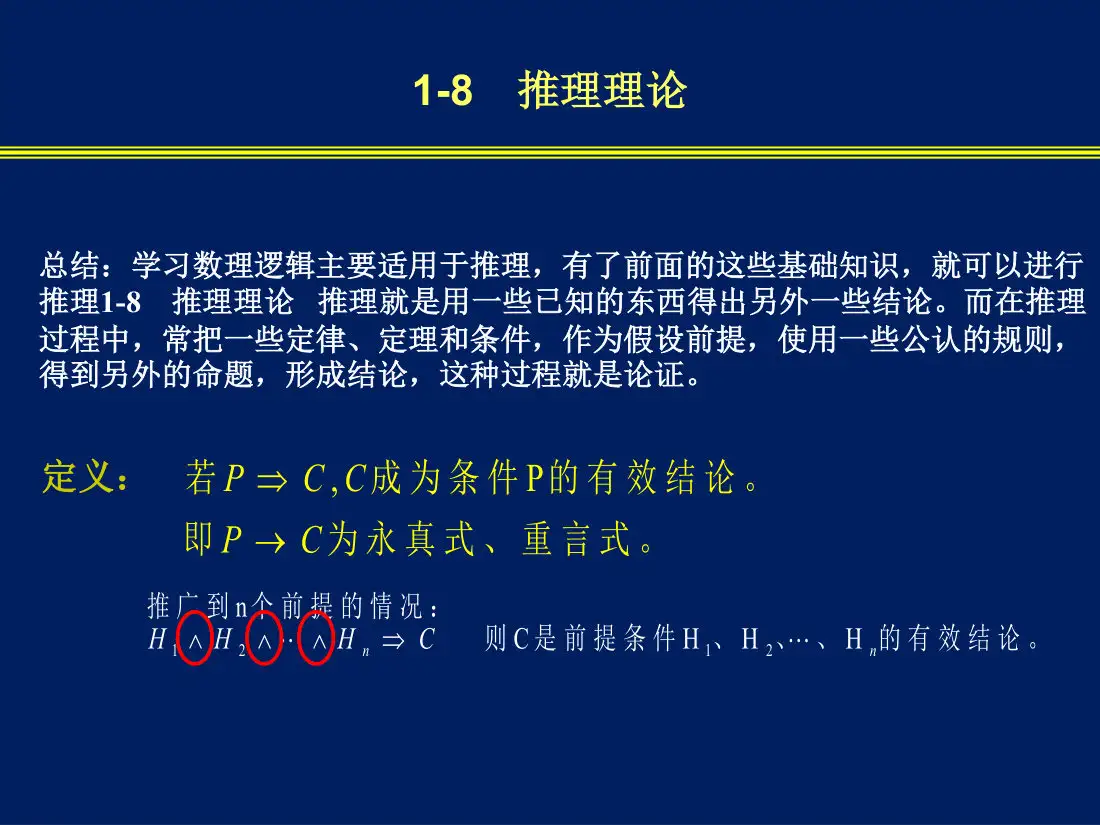 1-8 推理理论
总结：学习数理逻辑主要适用于推理，有了前面的这些基础知识，就可以进行
推理1-8 推理理论 推理就是用一些已知的东西得出另外一些结论。而在推理
过程中，常把一些定律、定理和条件，作为假设前提，使用一些公认的规则，
得到另外的命题，形成结论，这种过程就是论证。
定义： 若P ⇒ C,C成为条件P的有效结论。
即P → C为永真式、重言式。
推广到n个前提的情况：
H₁ ∧ H₂ ∧ ⋯ ∧ Hₙ ⇒ C 则C是前提条件H₁、H₂、⋯、Hₙ的有效结论。